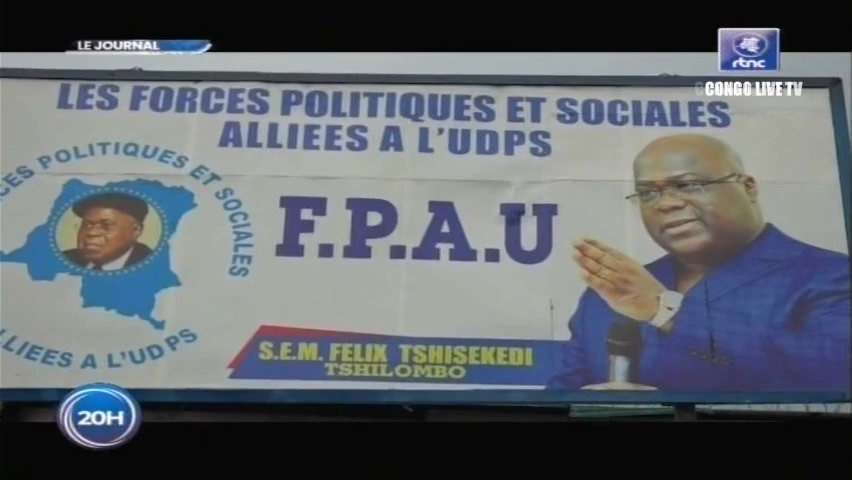 LE JOURNAL
rtnc
CONGO LIVE TV
LES FORCES POLITIQUES ET SOCIALES
ALLIEES A L'UDPS
CES POLITIQUES ET SOCIALES
ALLIEES A L'UDPS
F.P.A.U
S.E.M. FELIX TSHISEKEDI
TSHILOMBO
20H